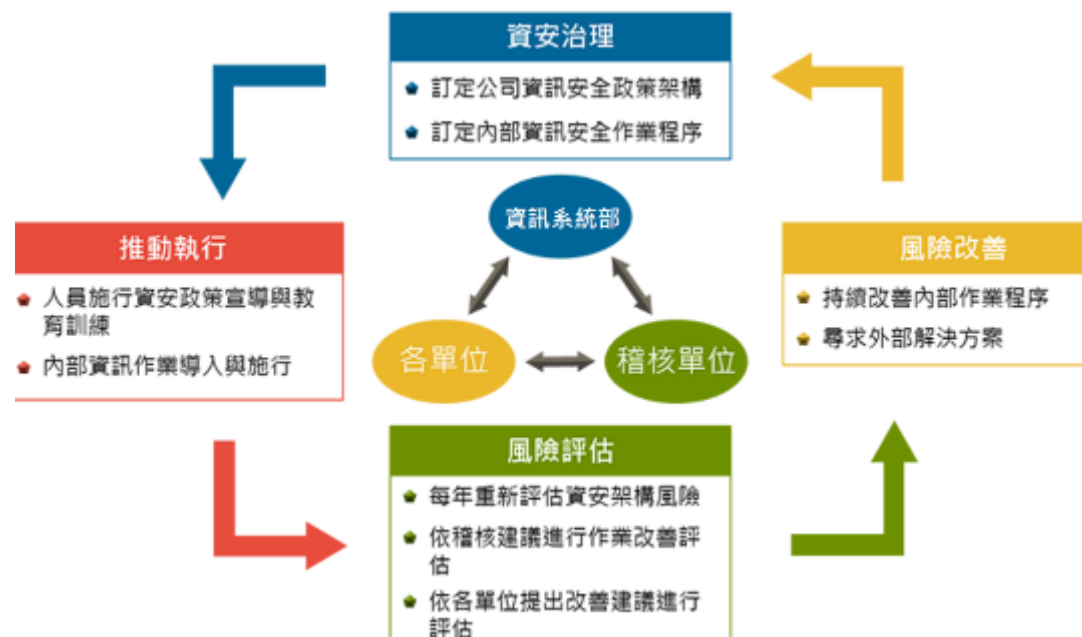 資安治理
訂定公司資訊安全政策架構
訂定內部資訊安全作業程序
資訊系統部
推動執行
人員施行資安政策宣導與教
育訓練
內部資訊作業導入與施行
風險改善
持續改善內部作業程序
尋求外部解決方案
各單位
稽核單位
風險評估
每年重新評估資安架構風險
依稽核建議進行作業改善評
估
依各單位提出改善建議進行
評估